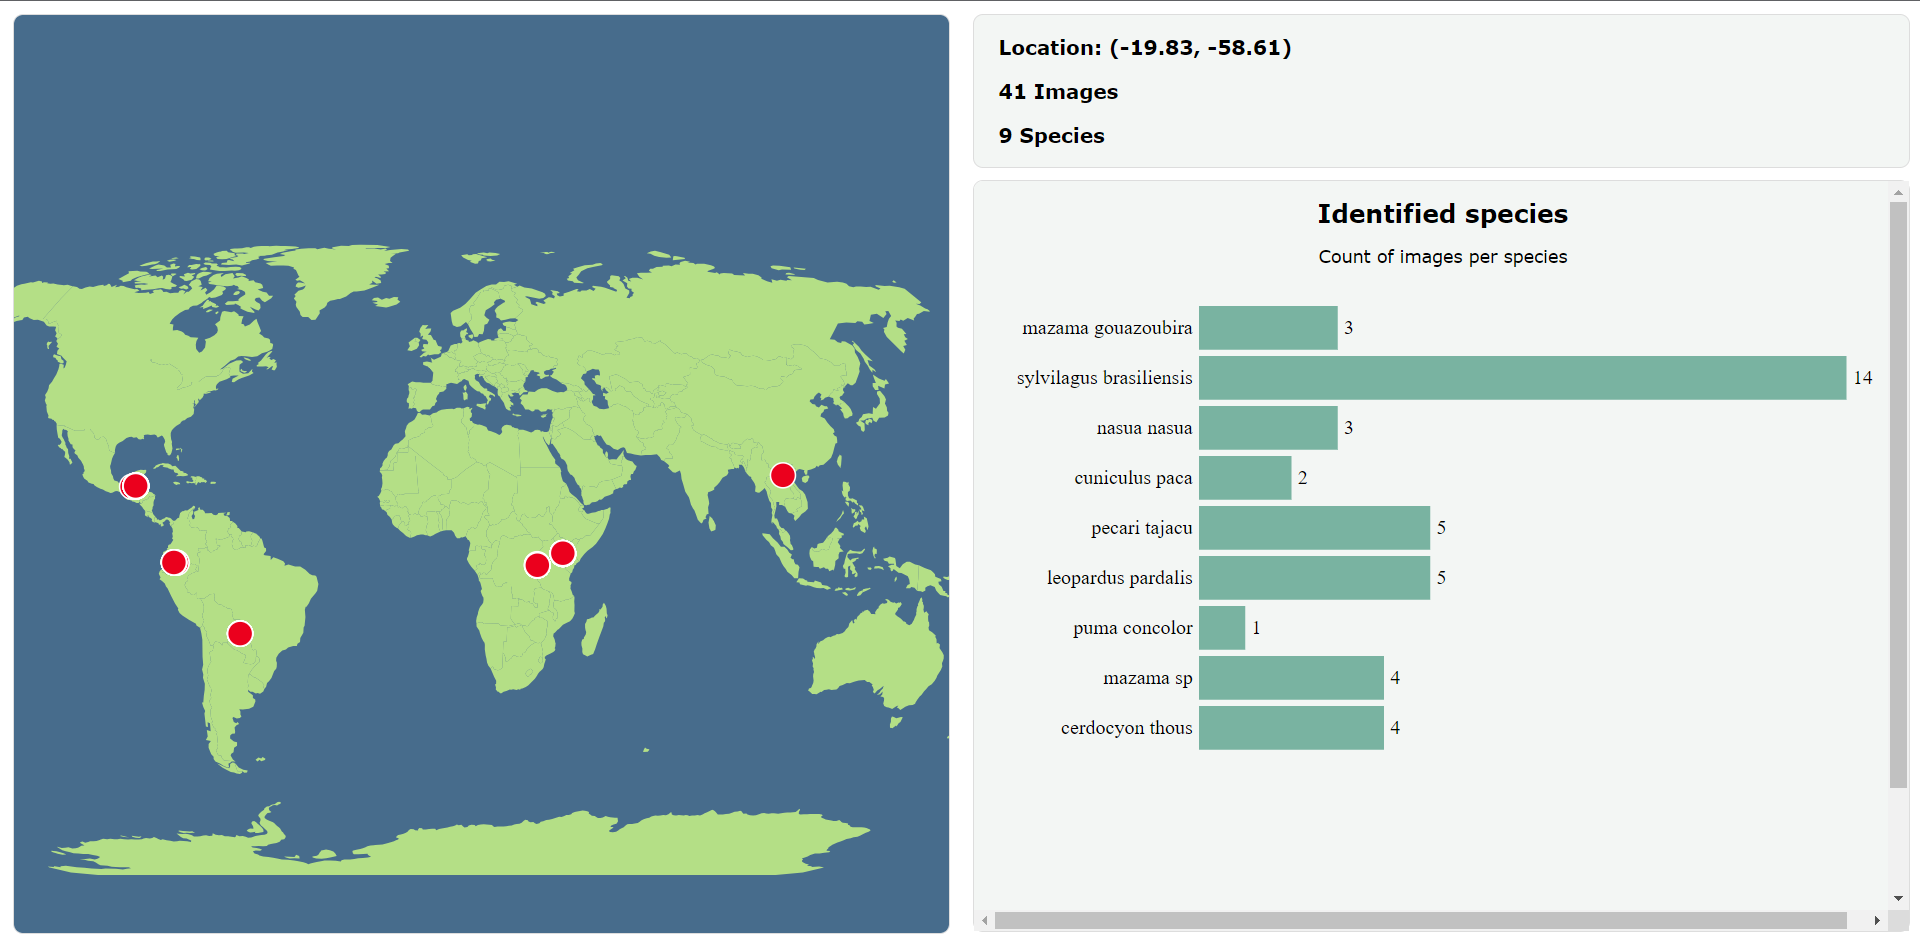 Location: (-19.83, -58.61)
41 Images
9 Species
Identified species
Count of images per species
mazama gouazoubira 3
sylvilagus brasiliensis 14
nasua nasua 3
cuniculus paca 2
pecari tajacu 5
leopardus pardalis 5
puma concolor 1
mazama sp 4
cerdocyon thous 4